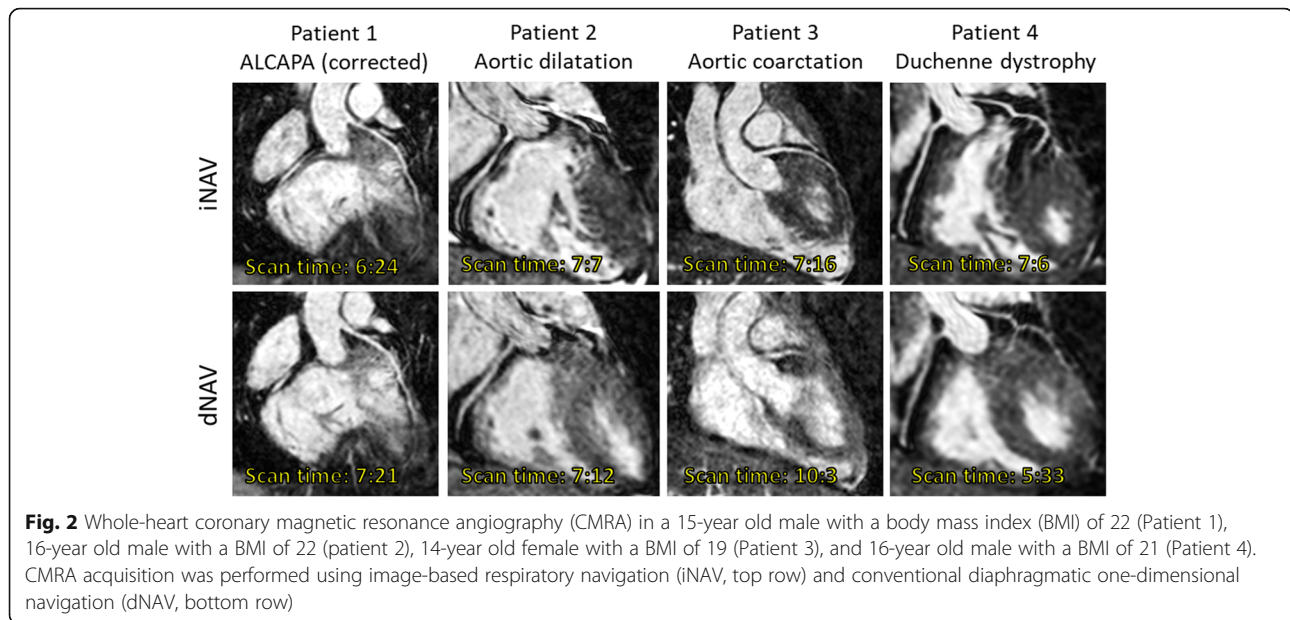 Patient 1
ALCAPA (corrected)
Patient 2
Aortic dilatation
Patient 3
Aortic coarctation
Patient 4
Duchenne dystrophy
iNAV
Scan time: 6:24
Scan time: 7:7
Scan time: 7:16
Scan time: 7:6
dNAV
Scan time: 7:21
Scan time: 7:12
Scan time: 10:3
Scan time: 5:33
Fig. 2 Whole-heart coronary magnetic resonance angiography (CMRA) in a 15-year old male with a body mass index (BMI) of 22 (Patient 1),
16-year old male with a BMI of 22 (patient 2), 14-year old female with a BMI of 19 (Patient 3), and 16-year old male with a BMI of 21 (Patient 4).
CMRA acquisition was performed using image-based respiratory navigation (iNAV, top row) and conventional diaphragmatic one-dimensional
navigation (dNAV, bottom row)